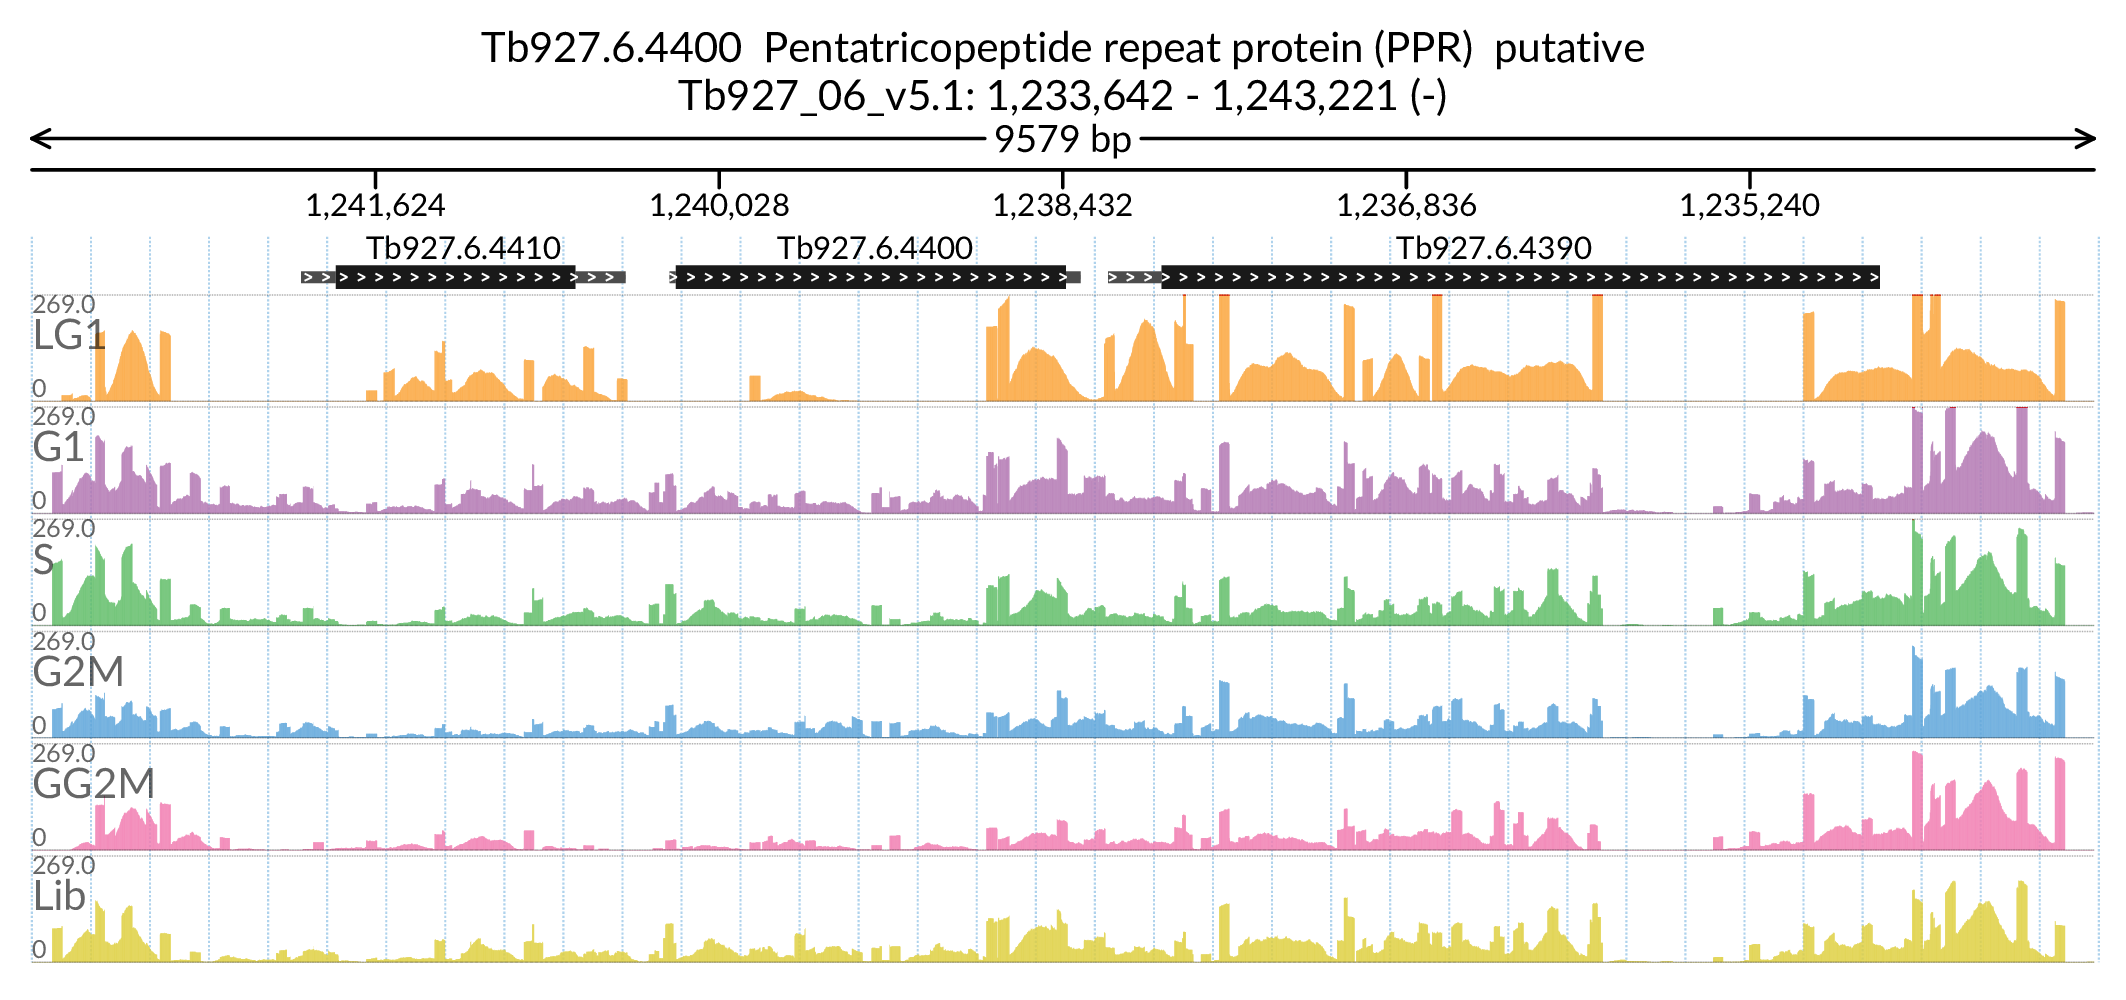 Tb927.6.4400 Pentatricopeptide repeat protein (PPR) putative
Tb927_06_v5.1: 1,233,642 - 1,243,221 (-)
9579 bp
1,241,624 1,240,028 1,238,432 1,236,836 1,235,240
Tb927.6.4410 Tb927.6.4400 Tb927.6.4390
269.0
LG1
0
269.0
G1
0
269.0
S
0
269.0
G2M
0
269.0
GG2M
0
269.0
Lib
0